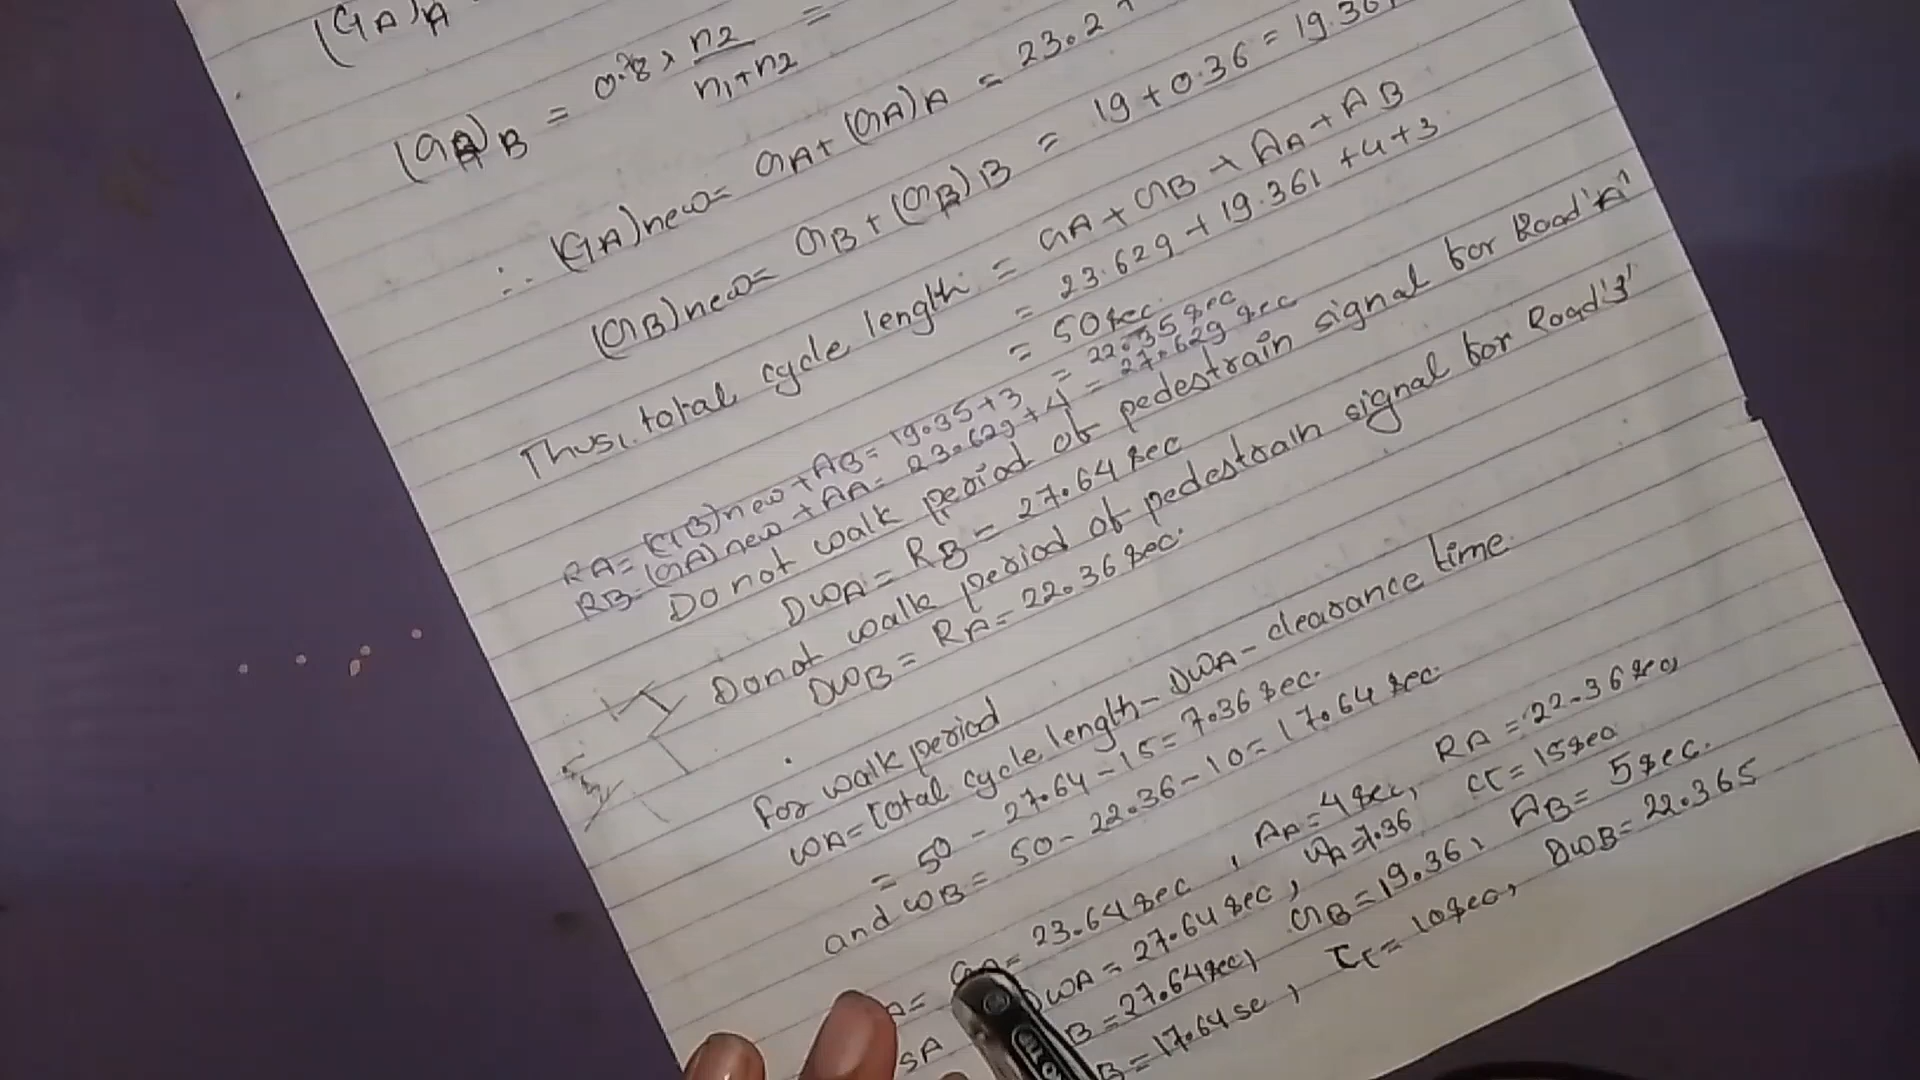 (GA)A
(GB)B = 0.8 × n2/n1+n2 =
∴ (GA)new = GA + (GA)A = 23.2
(GB)new = GB + (GB)B = 19 + 0.36 = 19.361
Thus, total cycle length = GA + GB + AA + AB
= 23.629 + 19.361 + 4 + 3
= 50 sec.
RA = (GB)new + AB = 19.35 + 3 = 22.35 sec
RB = (GA)new + AA = 23.629 + 4 = 27.629 sec
Do not walk period of pedestrain signal for Road 'A'
DWA = RB = 27.64 sec
Do not walk period of pedestrain signal for Road 'B'
DWB = RA = 22.36 sec.
For walk period
WA = total cycle length - DWA - clearance time
= 50 - 27.64 - 15 = 7.36 sec.
and WB = 50 - 22.36 - 10 = 17.64 sec.
A = GA = 23.64 sec, AA = 4 sec, RA = 22.36 sec
SA DWA = 27.64 sec, WA = 7.36 CC = 15 sec
B = 27.64 sec, GB = 19.36, AB = 5 sec.
B = 17.64 se, CC = 10 sec, DWB = 22.365